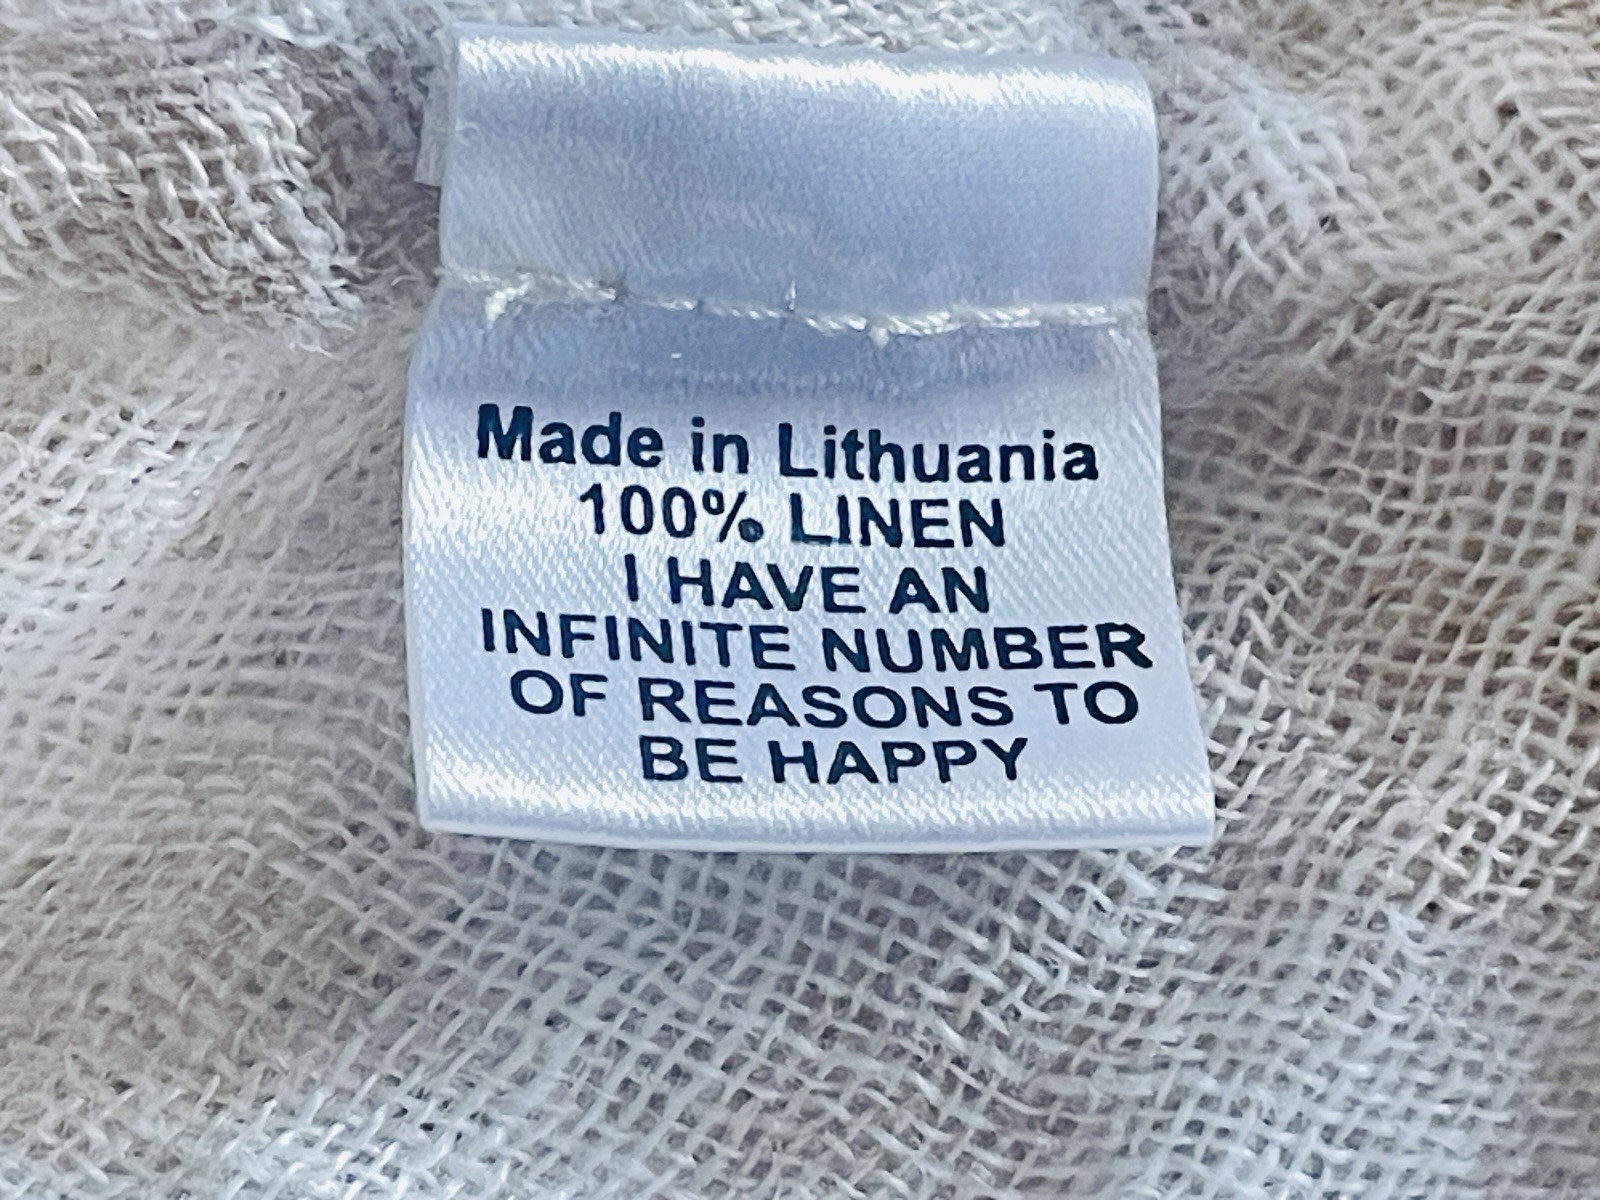 Made in Lithuania
100% LINEN
I HAVE AN
INFINITE NUMBER
OF REASONS TO
BE HAPPY